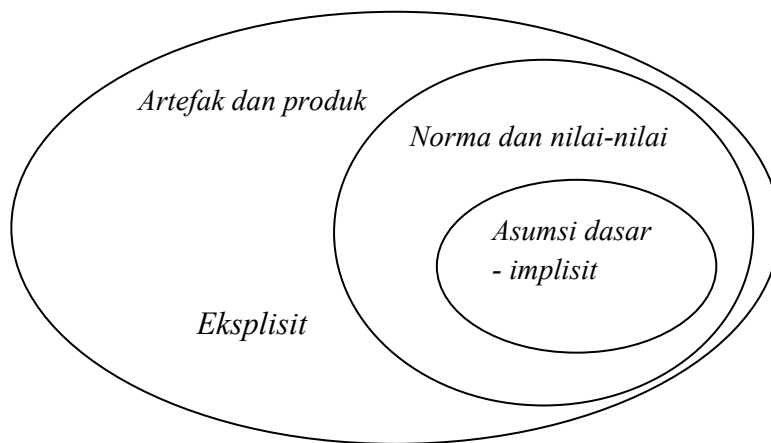 Artefak dan produk
Norma dan nilai-nilai
Asumsi dasar
- implisit
Eksplisit